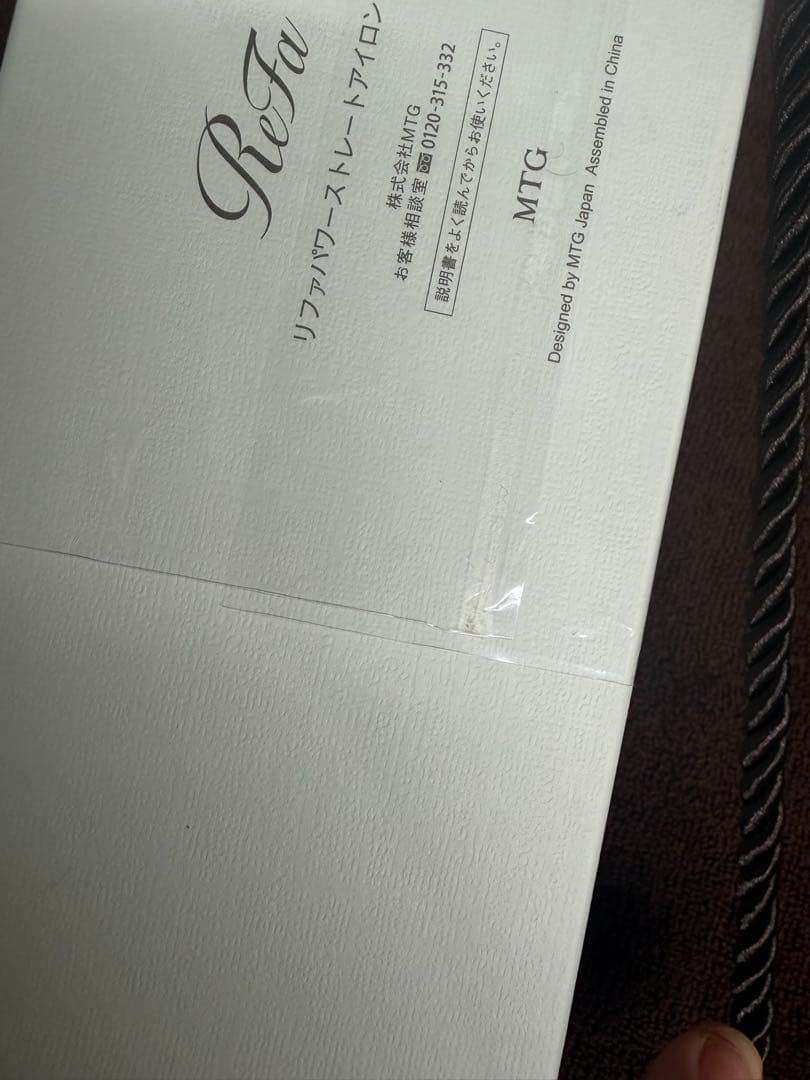 ReFa
リファパワーストレートアイロン
株式会社MTG
お客様相談室 0120-315-332
説明書をよく読んでからお使いください。
MTG
Designed by MTG Japan Assembled in China